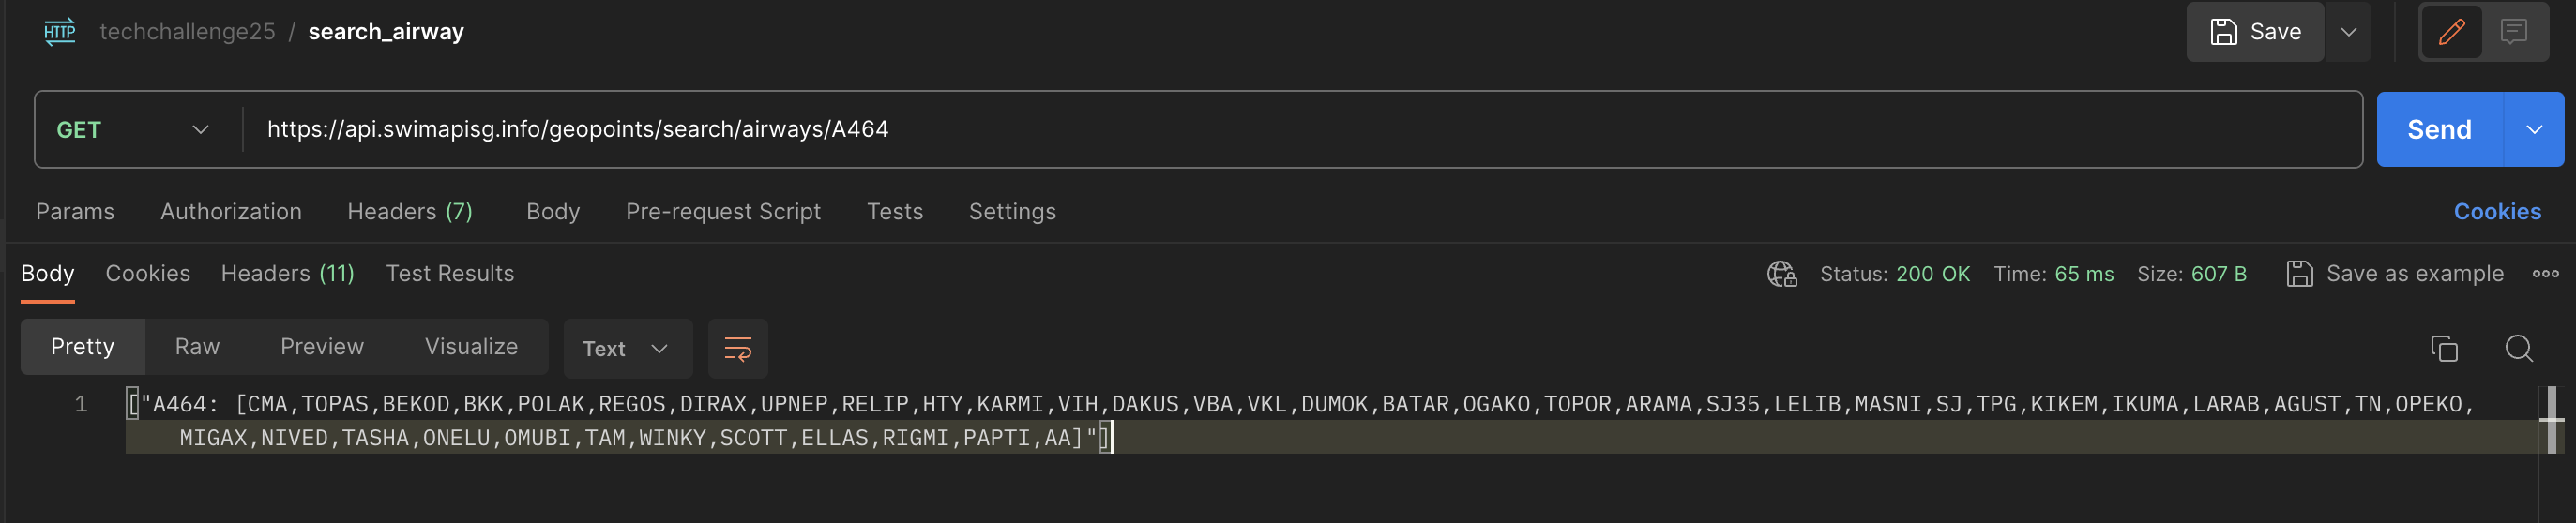 HTTP techchallenge25 / search_airway Save
GET https://api.swimapisg.info/geopoints/search/airways/A464 Send
Params Authorization Headers (7) Body Pre-request Script Tests Settings Cookies
Body Cookies Headers (11) Test Results Status: 200 OK Time: 65 ms Size: 607 B Save as example
Pretty Raw Preview Visualize Text
1 ["A464: [CMA,TOPAS,BEKOD,BKK,POLAK,REGOS,DIRAX,UPNEP,RELIP,HTY,KARMI,VIH,DAKUS,VBA,VKL,DUMOK,BATAR,OGAKO,TOPOR,ARAMA,SJ35,LELIB,MASNI,SJ,TPG,KIKEM,IKUMA,LARAB,AGUST,TN,OPEKO,
MIGAX,NIVED,TASHA,ONELU,OMUBI,TAM,WINKY,SCOTT,ELLAS,RIGMI,PAPTI,AA]"]